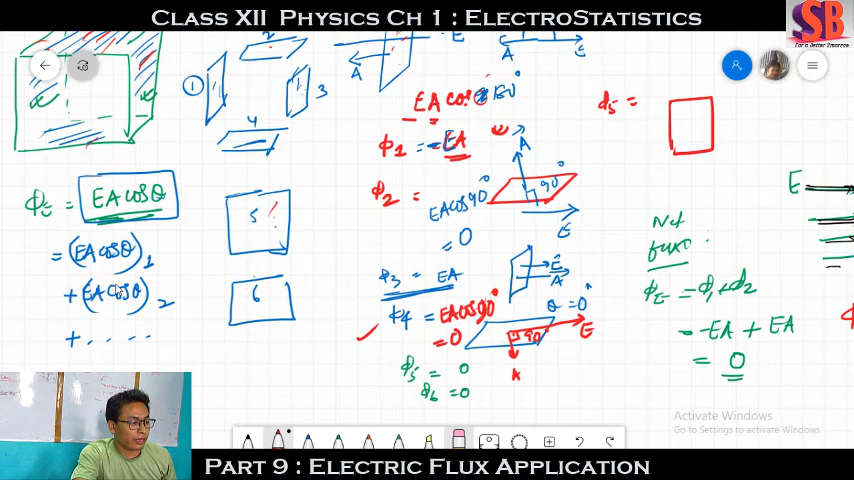 CLASS XII PHYSICS CH 1 : ELECTROSTATISTICS
SB
For a Better Tomorrow
2
E
A
A
E
1
3
4
EA cos 180°
ϕ1 = -EA
A
ϕ2 =
EA cos 90°
90°
E
= 0
ϕ5 =
E
ϕE = EA cos θ
= (EA cos θ)1
+ (EA cos θ)2
+ . . . . .
5
6
ϕ3 = EA
E
A
θ = 0°
ϕ4 = EA cos 90°
= 0
90
E
A
ϕ5 = 0
ϕ6 = 0
Net
flux :
ϕE = ϕ1 + ϕ2
= -EA + EA
= 0
Activate Windows
Go to Settings to activate Windows.
PART 9 : ELECTRIC FLUX APPLICATION